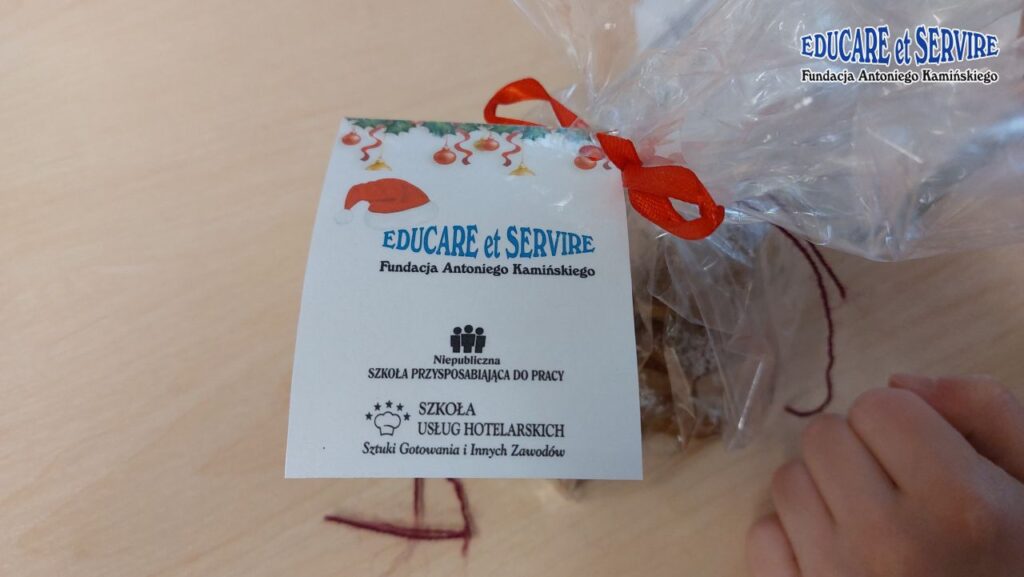 EDUCARE et SERVIRE
Fundacja Antoniego Kamińskiego
EDUCARE et SERVIRE
Fundacja Antoniego Kamińskiego
Niepubliczna
SZKOŁA PRZYSPOSABIAJĄCA DO PRACY
SZKOŁA
USŁUG HOTELARSKICH
Sztuki Gotowania i Innych Zawodów